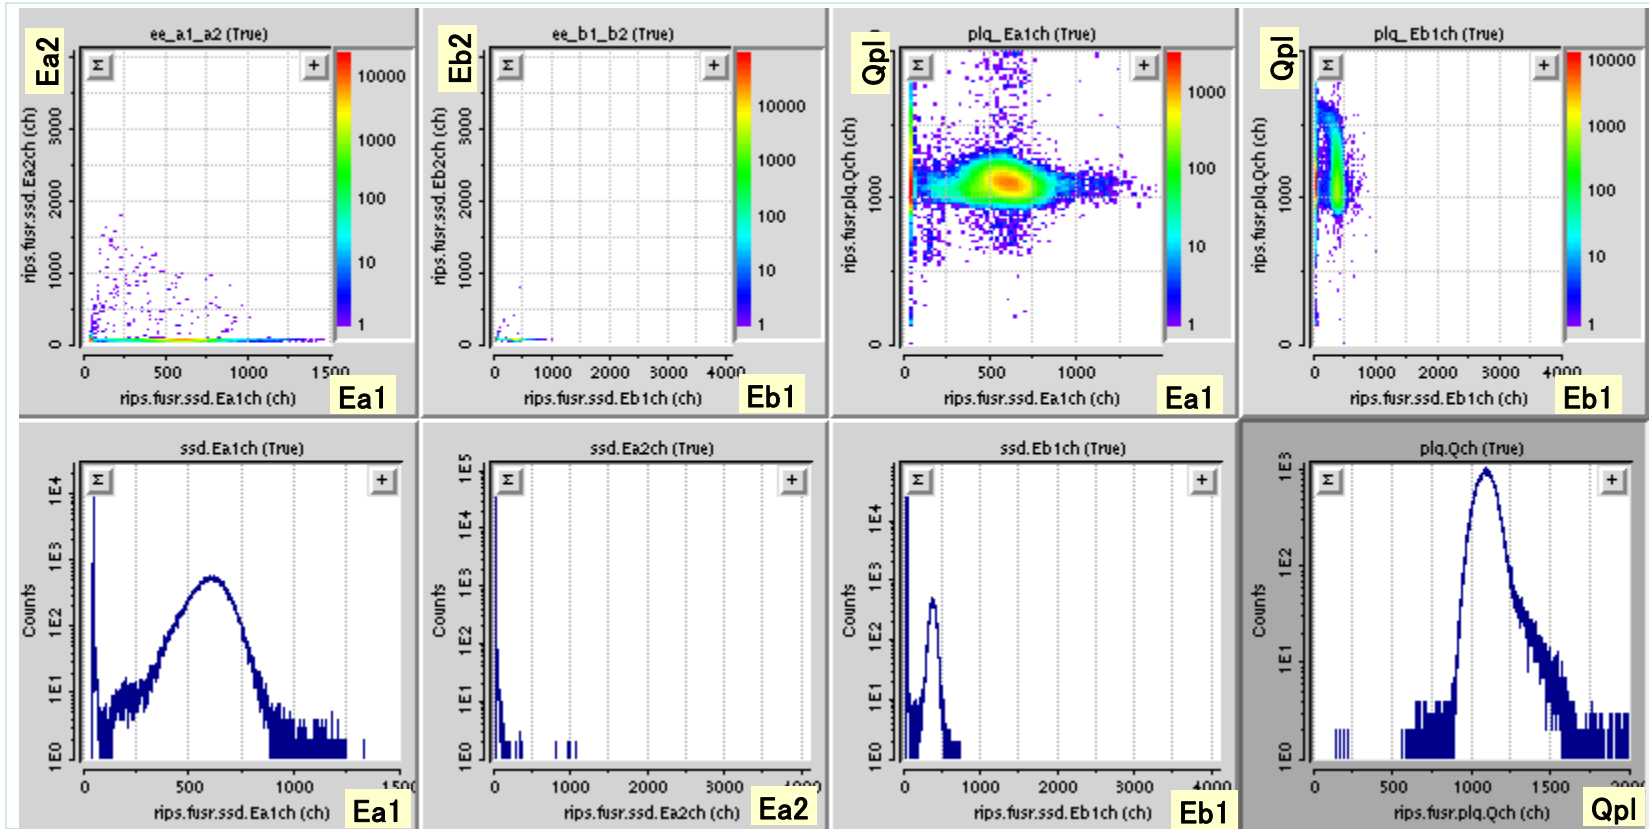 ee_a1_a2 (True)
Ea2
Σ
+
rips.fusr.ssd.Ea2ch (ch)
3000
2000
1000
0
10000
1000
100
10
1
0 500 1000 1500
rips.fusr.ssd.Ea1ch (ch)
Ea1
ee_b1_b2 (True)
Eb2
Σ
+
rips.fusr.ssd.Eb2ch (ch)
3000
2000
1000
0
10000
1000
100
10
1
0 1000 2000 3000 4000
rips.fusr.ssd.Eb1ch (ch)
Eb1
plq_Ea1ch (True)
Qpl
Σ
+
rips.fusr.plq.Qch (ch)
1000
0
1000
100
10
1
0 500 1000
rips.fusr.ssd.Ea1ch (ch)
Ea1
plq_Eb1ch (True)
Qpl
Σ
+
rips.fusr.plq.Qch (ch)
1000
0
10000
1000
100
10
1
0 1000 2000 3000 4000
rips.fusr.ssd.Eb1ch (ch)
Eb1
ssd.Ea1ch (True)
Σ
+
Counts
1E4
1E3
1E2
1E1
1E0
0 500 1000 1500
rips.fusr.ssd.Ea1ch (ch)
Ea1
ssd.Ea2ch (True)
Σ
+
Counts
1E5
1E4
1E3
1E2
1E1
1E0
0 1000 2000 3000 4000
rips.fusr.ssd.Ea2ch (ch)
Ea2
ssd.Eb1ch (True)
Σ
+
Counts
1E4
1E3
1E2
1E1
1E0
0 1000 2000 3000 4000
rips.fusr.ssd.Eb1ch (ch)
Eb1
plq.Qch (True)
Σ
+
Counts
1E3
1E2
1E1
1E0
0 500 1000 1500 2000
rips.fusr.plq.Qch (ch)
Qpl